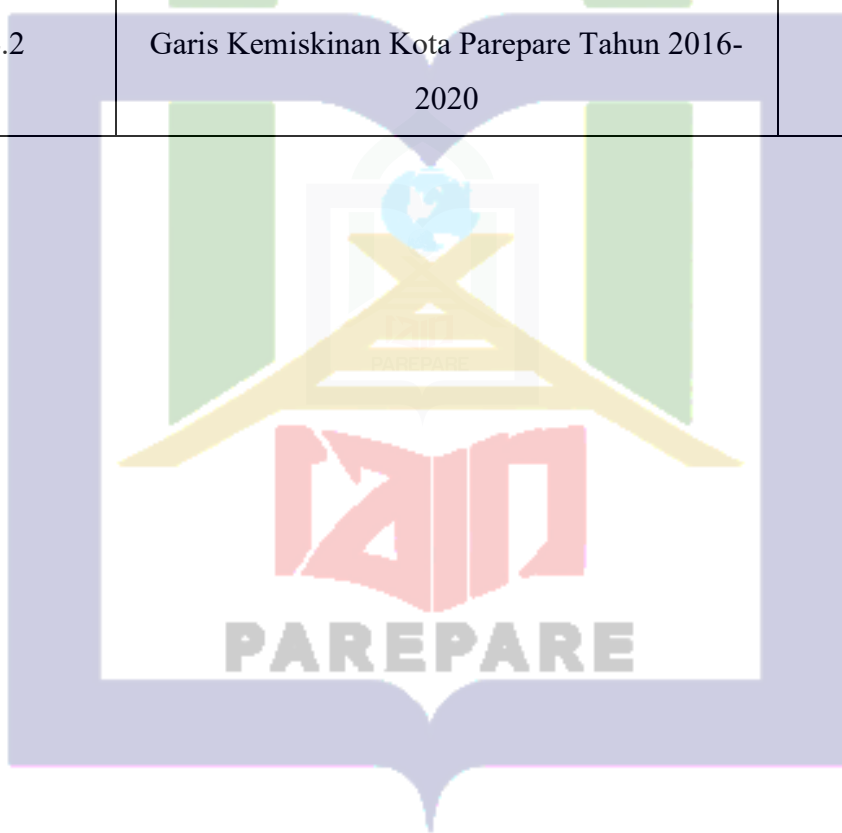 .2 Garis Kemiskinan Kota Parepare Tahun 2016-
2020
iain
PAREPARE
iain
PAREPARE